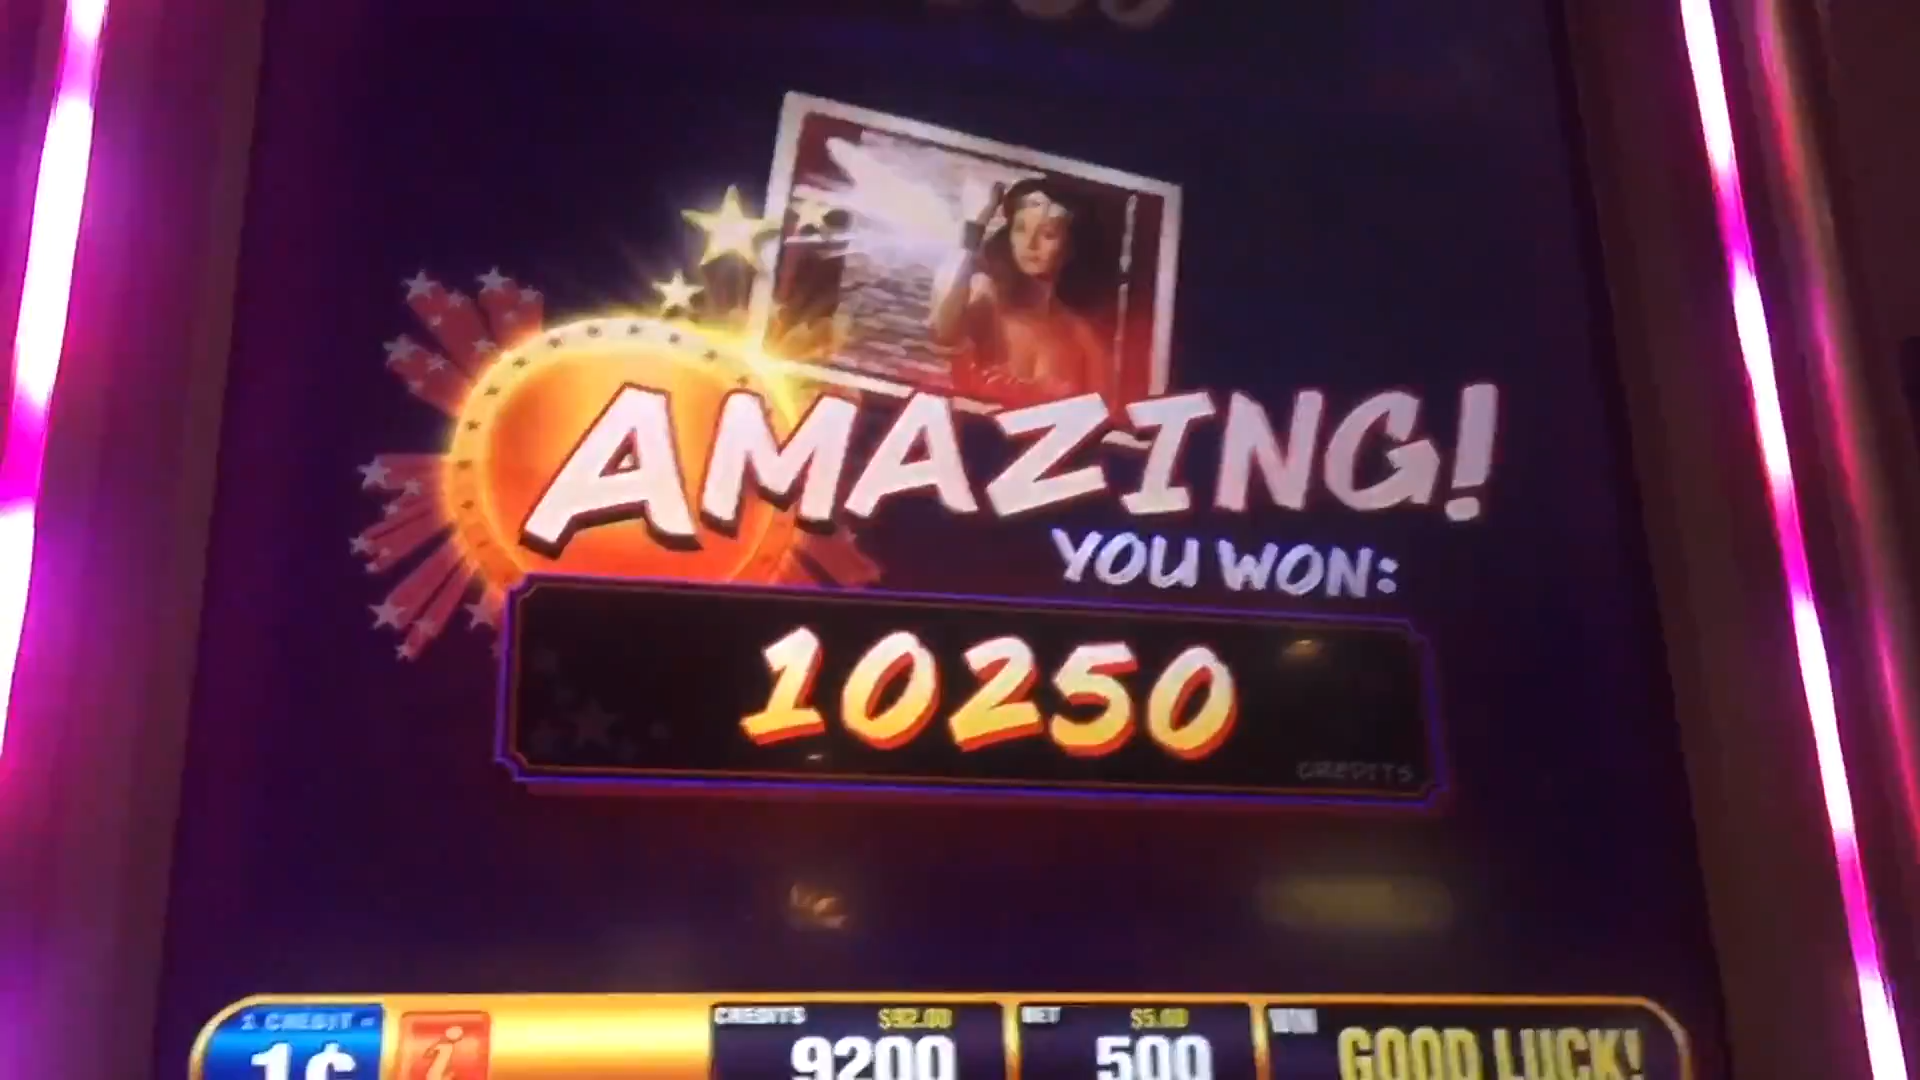 AMAZING!
YOU WON:
10250
CREDITS
1 CREDIT =
1¢
i
CREDITS $92.00
9200
BET $5.00
500
WIN
GOOD LUCK!